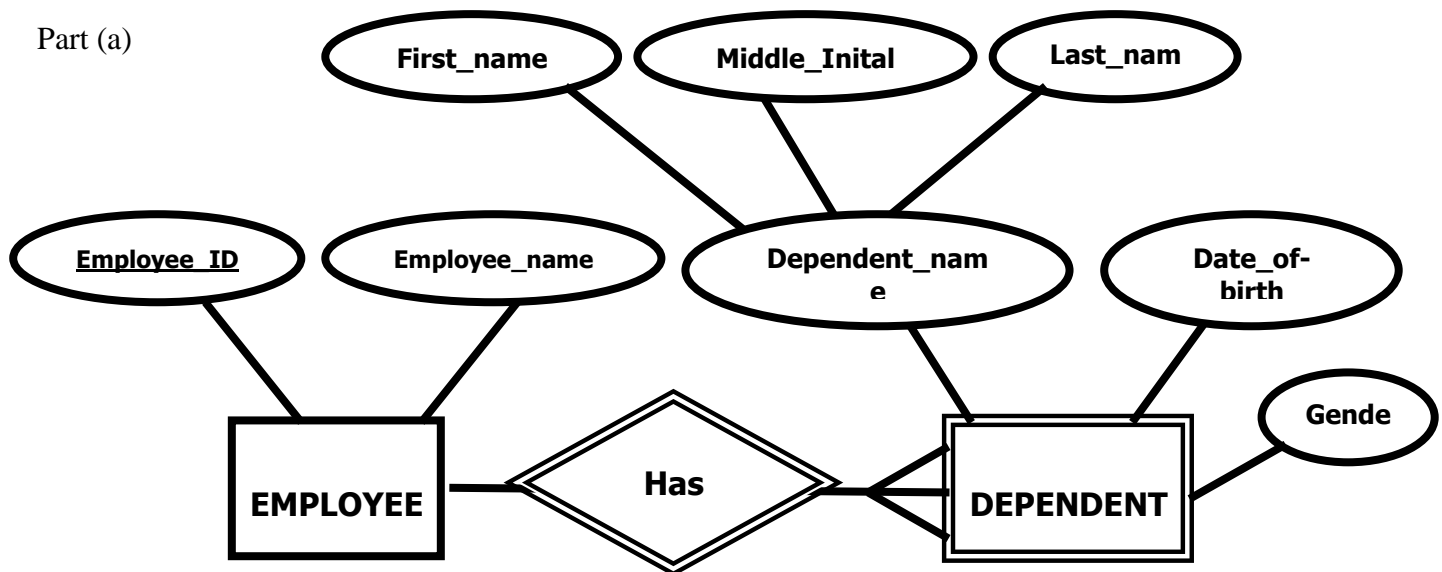 Part (a)
First_name
Middle_Inital
Last_nam
Employee_ID
Employee_name
Dependent_nam
e
Date_of-
birth
Gende
EMPLOYEE
Has
DEPENDENT